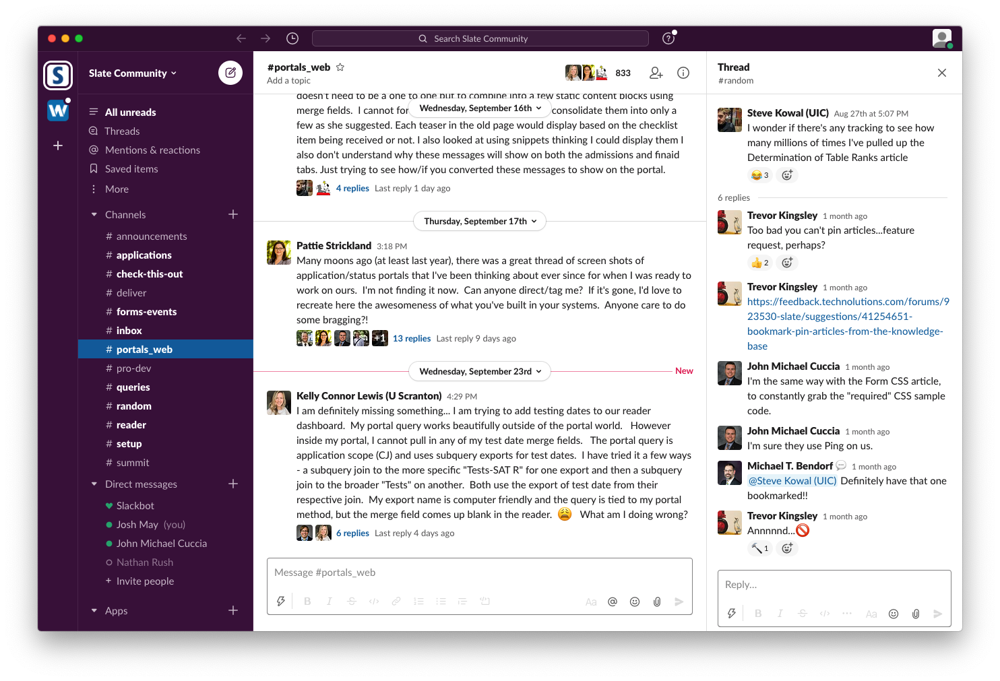 Search Slate Community
?
S
W
Slate Community
All unreads
Threads
Mentions & reactions
Saved items
More
Channels
# announcements
# applications
# check-this-out
# deliver
# forms-events
# inbox
# portals_web
# pro-dev
# queries
# random
# reader
# setup
# summit
Direct messages
Slackbot
Josh May (you)
John Michael Cuccia
Nathan Rush
+ Invite people
Apps
#portals_web
Add a topic
833
doesn't need to be a one to one but to combine into a few static content blocks using
merge fields. I cannot for
Wednesday, September 16th
consolidate them into only a
few as she suggested. Each teaser in the old page would display based on the checklist
item being received or not. I also looked at using snippets thinking I could display them I
also don't understand why these messages will show on both the admissions and finaid
tabs. Just trying to see how/if you converted these messages to show on the portal.
4 replies Last reply 1 day ago
Thursday, September 17th
Pattie Strickland 3:18 PM
Many moons ago (at least last year), there was a great thread of screen shots of
application/status portals that I've been thinking about ever since for when I was ready to
work on ours. I'm not finding it now. Can anyone direct/tag me? If it's gone, I'd love to
recreate here the awesomeness of what you've built in your systems. Anyone care to do
some bragging?!
+1 13 replies Last reply 9 days ago
Wednesday, September 23rd
New
Kelly Connor Lewis (U Scranton) 4:29 PM
I am definitely missing something... I am trying to add testing dates to our reader
dashboard. My portal query works beautifully outside of the portal world. However
inside my portal, I cannot pull in any of my test date merge fields. The portal query is
application scope (CJ) and uses subquery exports for test dates. I have tried it a few ways
- a subquery join to the more specific "Tests-SAT R" for one export and then a subquery
join to the broader "Tests" on another. Both use the export of test date from their
respective join. My export name is computer friendly and the query is tied to my portal
method, but the merge field comes up blank in the reader. 😩 What am I doing wrong?
6 replies Last reply 4 days ago
Message #portals_web
B I S </> Aa @
Thread
#random
Steve Kowal (UIC) Aug 27th at 5:07 PM
I wonder if there's any tracking to see how
many millions of times I've pulled up the
Determination of Table Ranks article
😂 3
6 replies
Trevor Kingsley 1 month ago
Too bad you can't pin articles...feature
request, perhaps?
👍 2
Trevor Kingsley 1 month ago
https://feedback.technolutions.com/forums/9
23530-slate/suggestions/41254651-
bookmark-pin-articles-from-the-knowledge-
base
John Michael Cuccia 1 month ago
I'm the same way with the Form CSS article,
to constantly grab the "required" CSS sample
code.
John Michael Cuccia 1 month ago
I'm sure they use Ping on us.
Michael T. Bendorf 💬 1 month ago
@Steve Kowal (UIC) Definitely have that one
bookmarked!!
Trevor Kingsley 1 month ago
Annnnnd...🚫
🔨 1
Reply...
B I S </> ... Aa